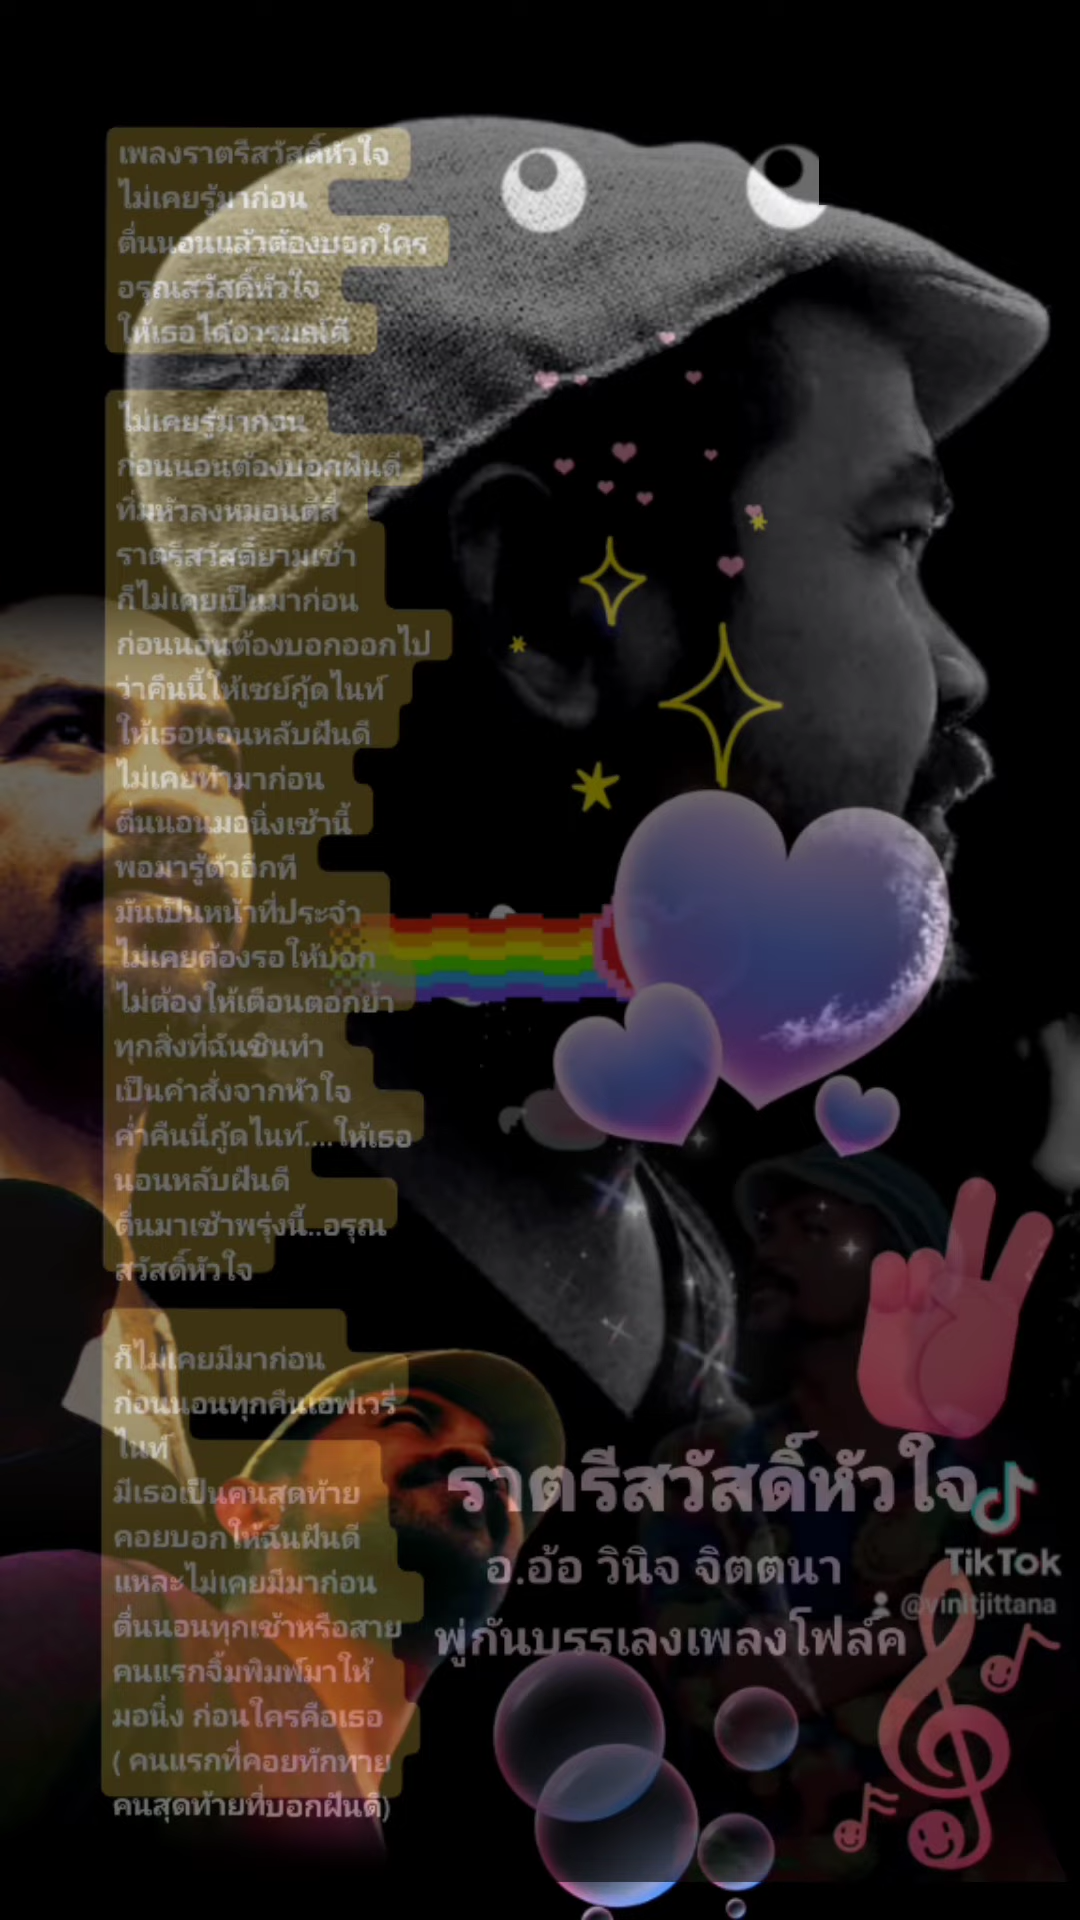 เพลงราตรีสวัสดิ์หัวใจ
ไม่เคยรู้มาก่อน
ตื่นนอนแล้วต้องบอกใคร
อรุณสวัสดิ์หัวใจ
ให้เธอได้อารมณ์ดี
ไม่เคยรู้มาก่อน
ก่อนนอนต้องบอกฝันดี
ที่มหัวลงหมอนดีสิ
ราตรีสวัสดิ์ยามเช้า
ก็ไม่เคยเป็นมาก่อน
ก่อนนอนต้องบอกออกไป
ว่าคืนนี้ให้เซย์กู้ดไนท์
ให้เธอนอนหลับฝันดี
ไม่เคยทำมาก่อน
ตื่นนอนมอนิ่งเช้านี้
พอมารู้ตัวอีกที
มันเป็นหน้าที่ประจำ
ไม่เคยต้องรอให้บอก
ไม่ต้องให้เตือนตอกย้ำ
ทุกสิ่งที่ฉันชินทำ
เป็นคำสั่งจากหัวใจ
ค่ำคืนนี้กู้ดไนท์....ให้เธอ
นอนหลับฝันดี
ตื่นมาเช้าพรุ่งนี้..อรุณ
สวัสดิ์หัวใจ
ก็ไม่เคยมีมาก่อน
ก่อนนอนทุกคืนเอฟเวรี่
ไนท์
มีเธอเป็นคนสุดท้าย
คอยบอกให้ฉันฝันดี
แหละไม่เคยมีมาก่อน
ตื่นนอนทุกเช้าหรือสาย
คนแรกจิ้มพิมพ์มาให้
มอนิ่ง ก่อนใครคือเธอ
( คนแรกที่คอยทักทาย
คนสุดท้ายที่บอกฝันดี)
ราตรีสวัสดิ์หัวใจ
อ.อ้อ วินิจ จิตตนา
พู่กันบรรเลงเพลงโฟล์ค
TikTok
@vinitjittana